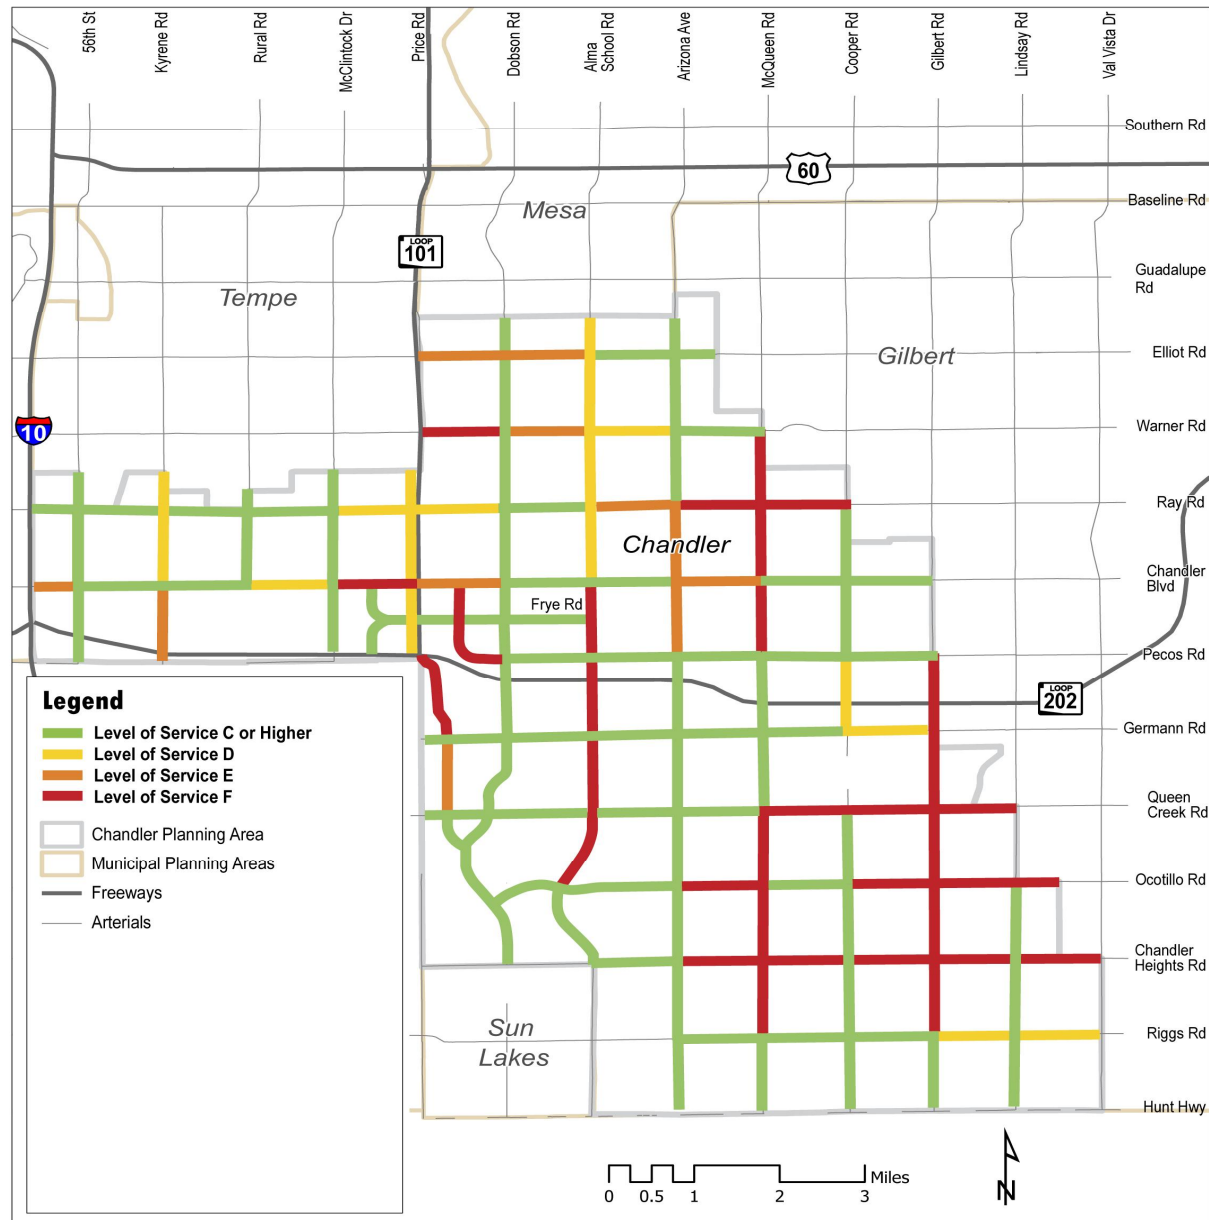 56th St
Kyrene Rd
Rural Rd
McClintock Dr
Price Rd
Dobson Rd
Alma
School Rd
Arizona Ave
McQueen Rd
Cooper Rd
Gilbert Rd
Lindsay Rd
Val Vista Dr
Southern Rd
60
Baseline Rd
Mesa
LOOP
101
Guadalupe
Rd
Tempe
Elliot Rd
Gilbert
10
Warner Rd
Ray Rd
Chandler
Chandler
Blvd
Frye Rd
Pecos Rd
LOOP
202
Germann Rd
Queen
Creek Rd
Ocotillo Rd
Chandler
Heights Rd
Sun
Lakes
Riggs Rd
Hunt Hwy
Legend
Level of Service C or Higher
Level of Service D
Level of Service E
Level of Service F
Chandler Planning Area
Municipal Planning Areas
Freeways
Arterials
Miles
0 0.5 1 2 3
N